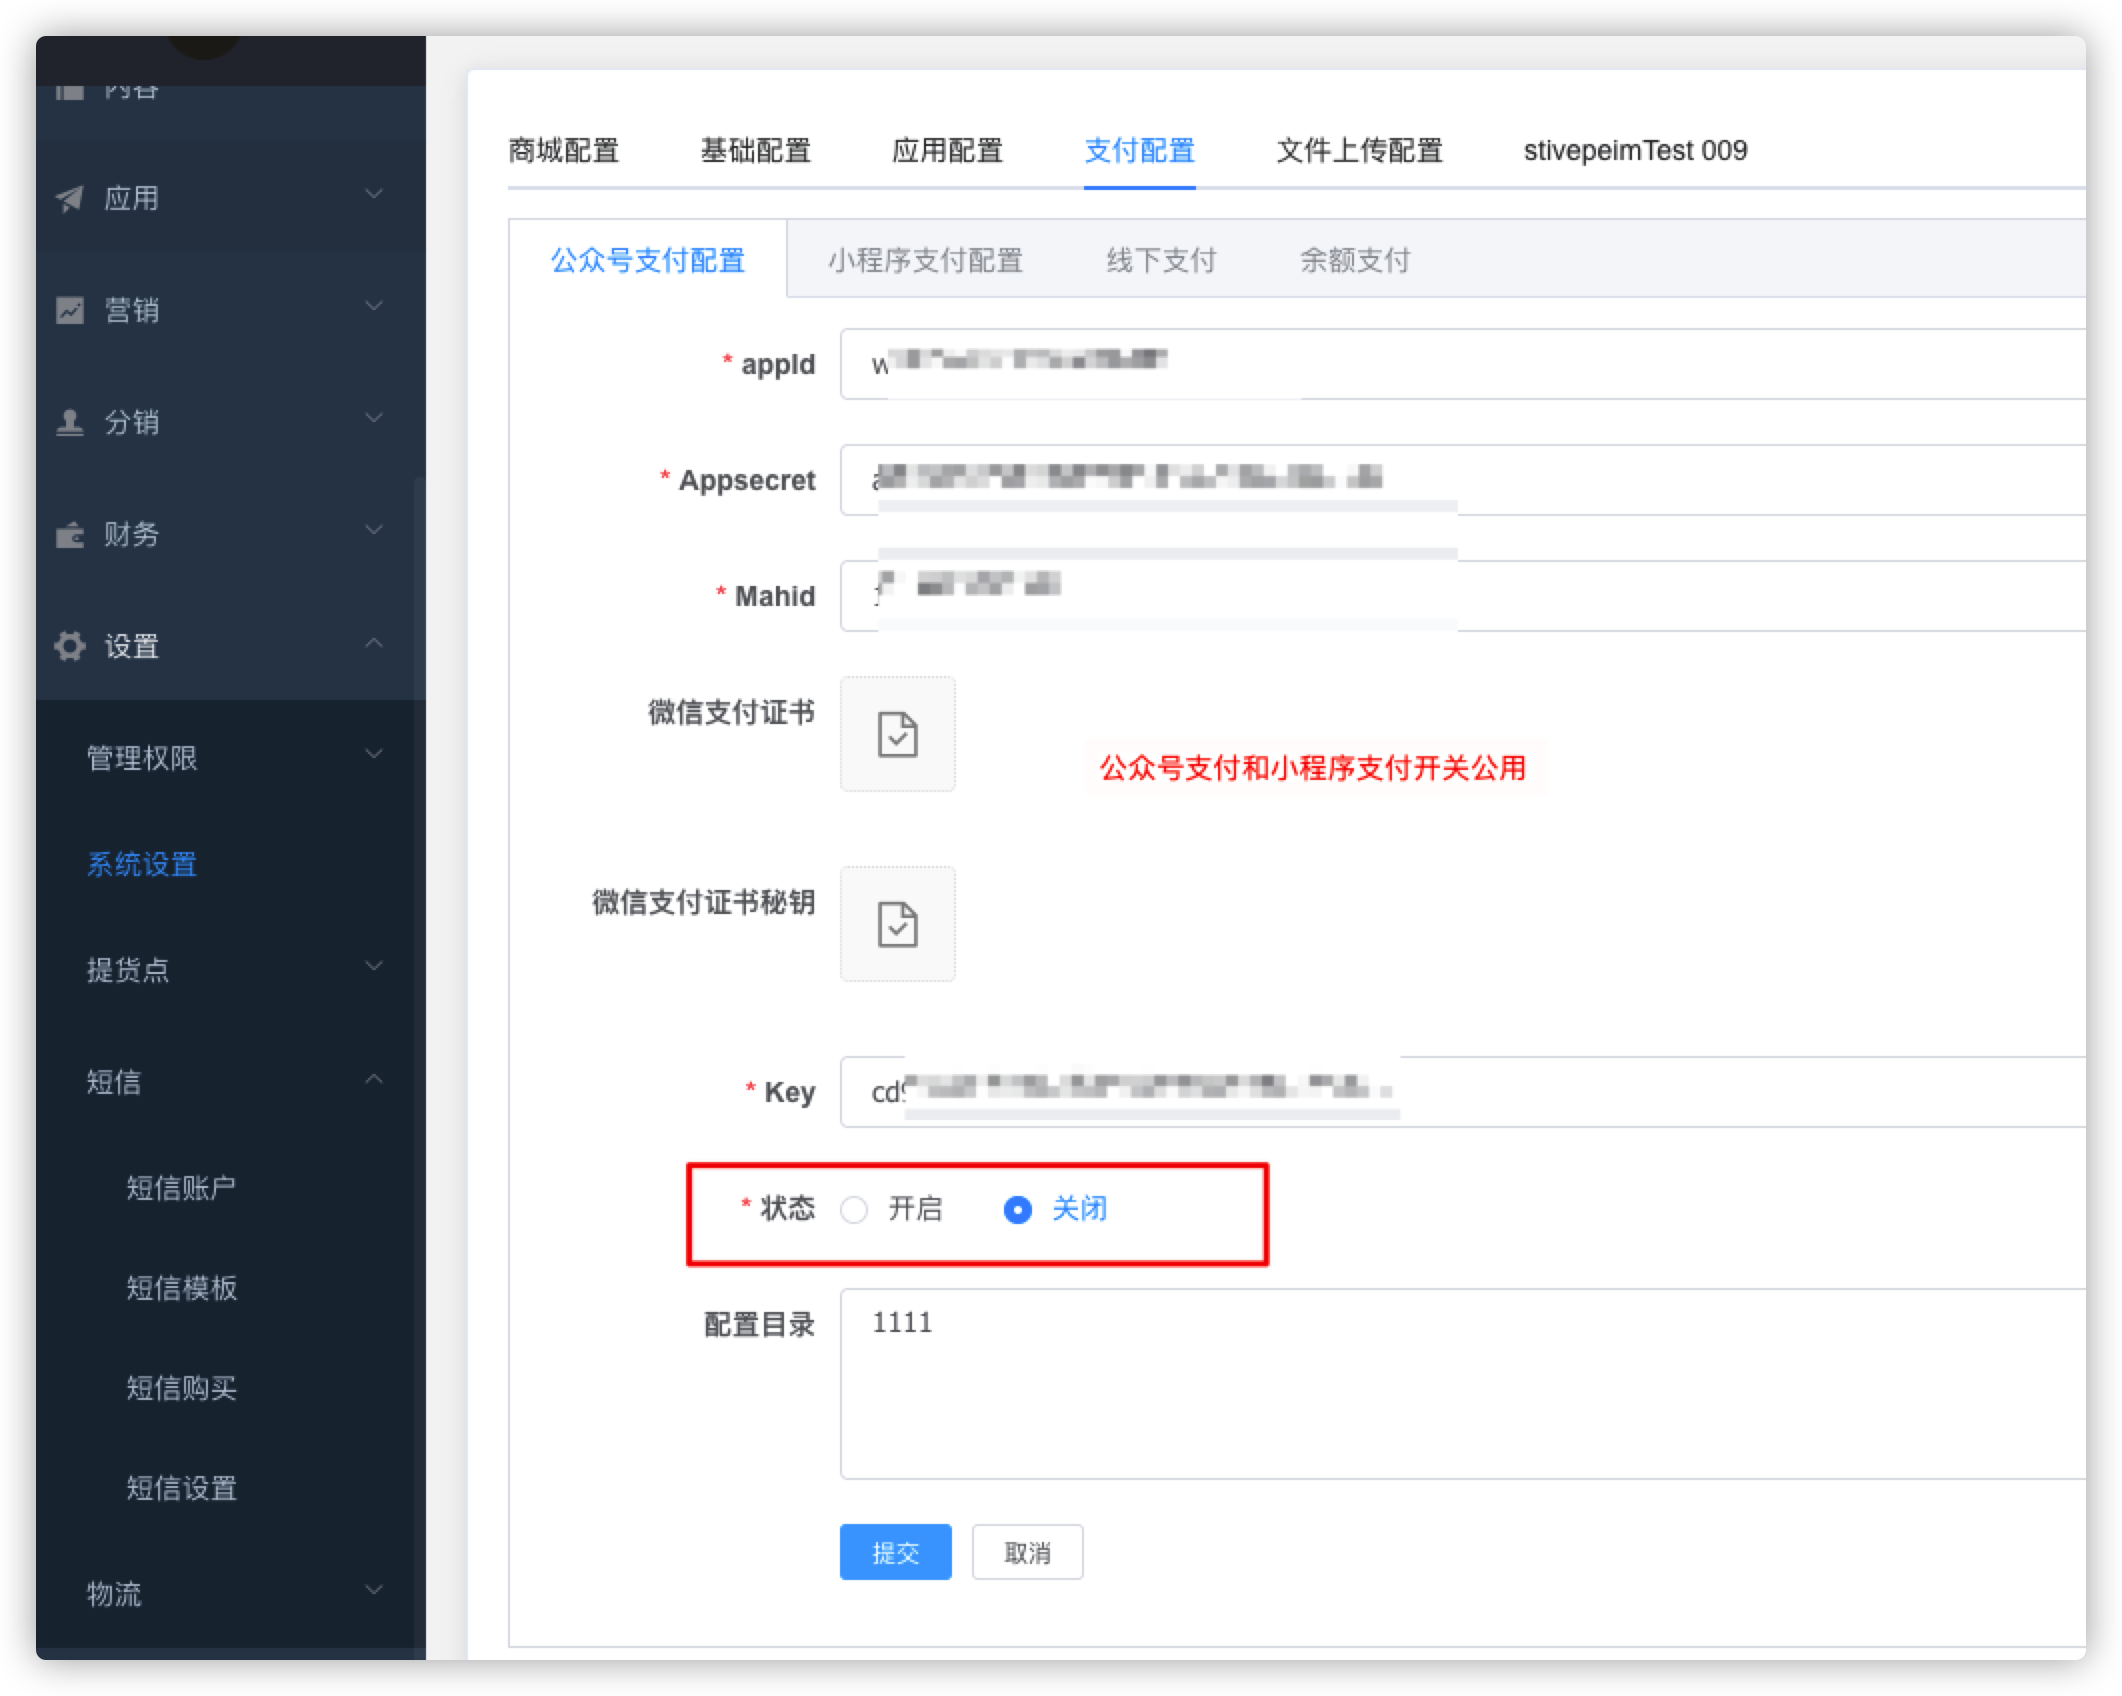 内容
应用
营销
分销
财务
设置
管理权限
系统设置
提货点
短信
短信账户
短信模板
短信购买
短信设置
物流
商城配置 基础配置 应用配置 支付配置 文件上传配置 stivepeimTest 009
公众号支付配置 小程序支付配置 线下支付 余额支付
* appId w
* Appsecret
* Mahid
微信支付证书
公众号支付和小程序支付开关公用
微信支付证书秘钥
* Key cd
* 状态 开启 关闭
配置目录 1111
提交 取消